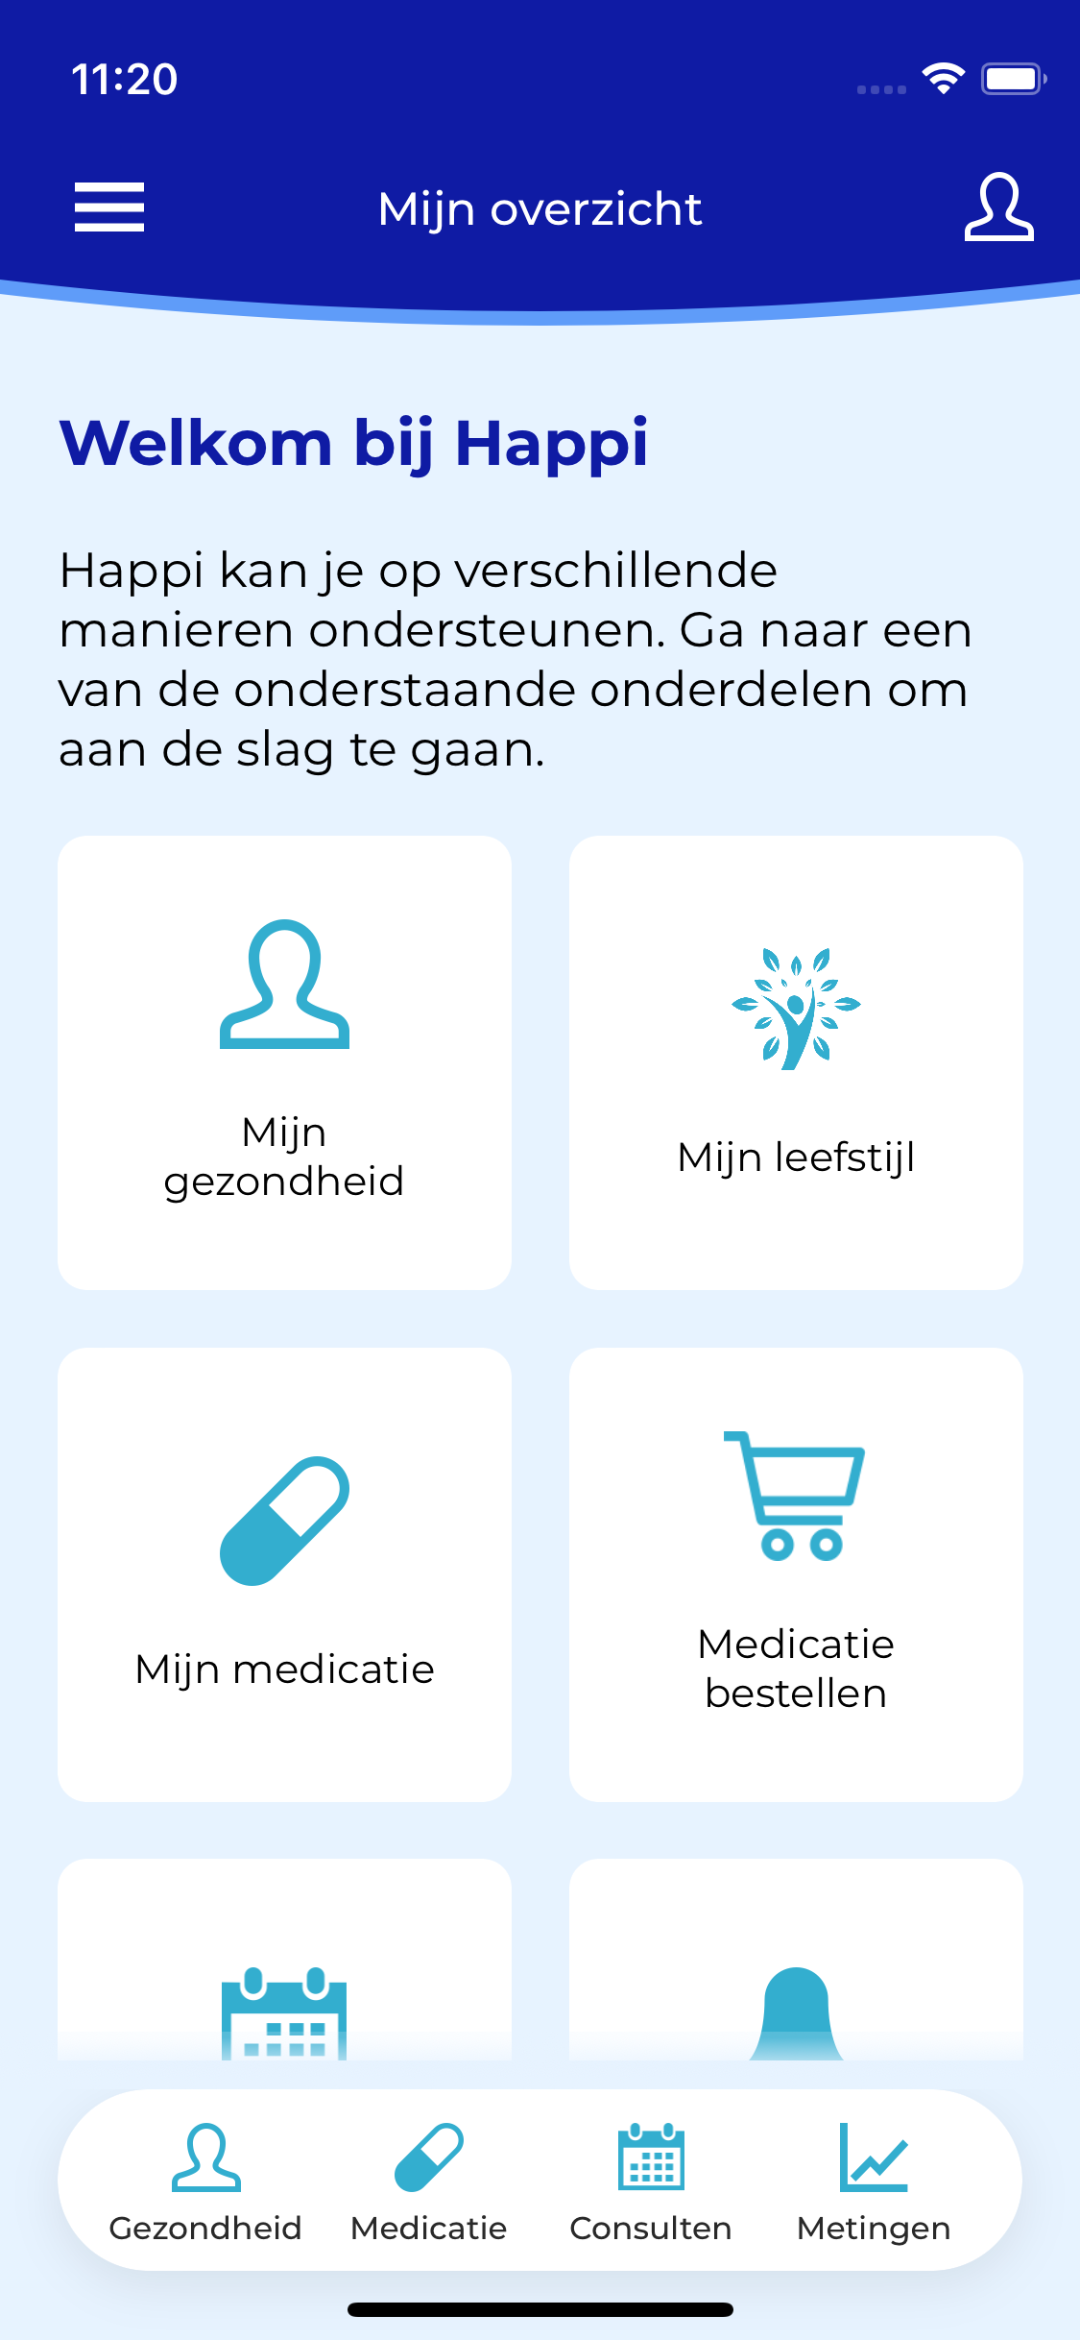 11:20
Mijn overzicht
Welkom bij Happi
Happi kan je op verschillende
manieren ondersteunen. Ga naar een
van de onderstaande onderdelen om
aan de slag te gaan.
Mijn
gezondheid
Mijn leefstijl
Mijn medicatie
Medicatie
bestellen
Gezondheid
Medicatie
Consulten
Metingen